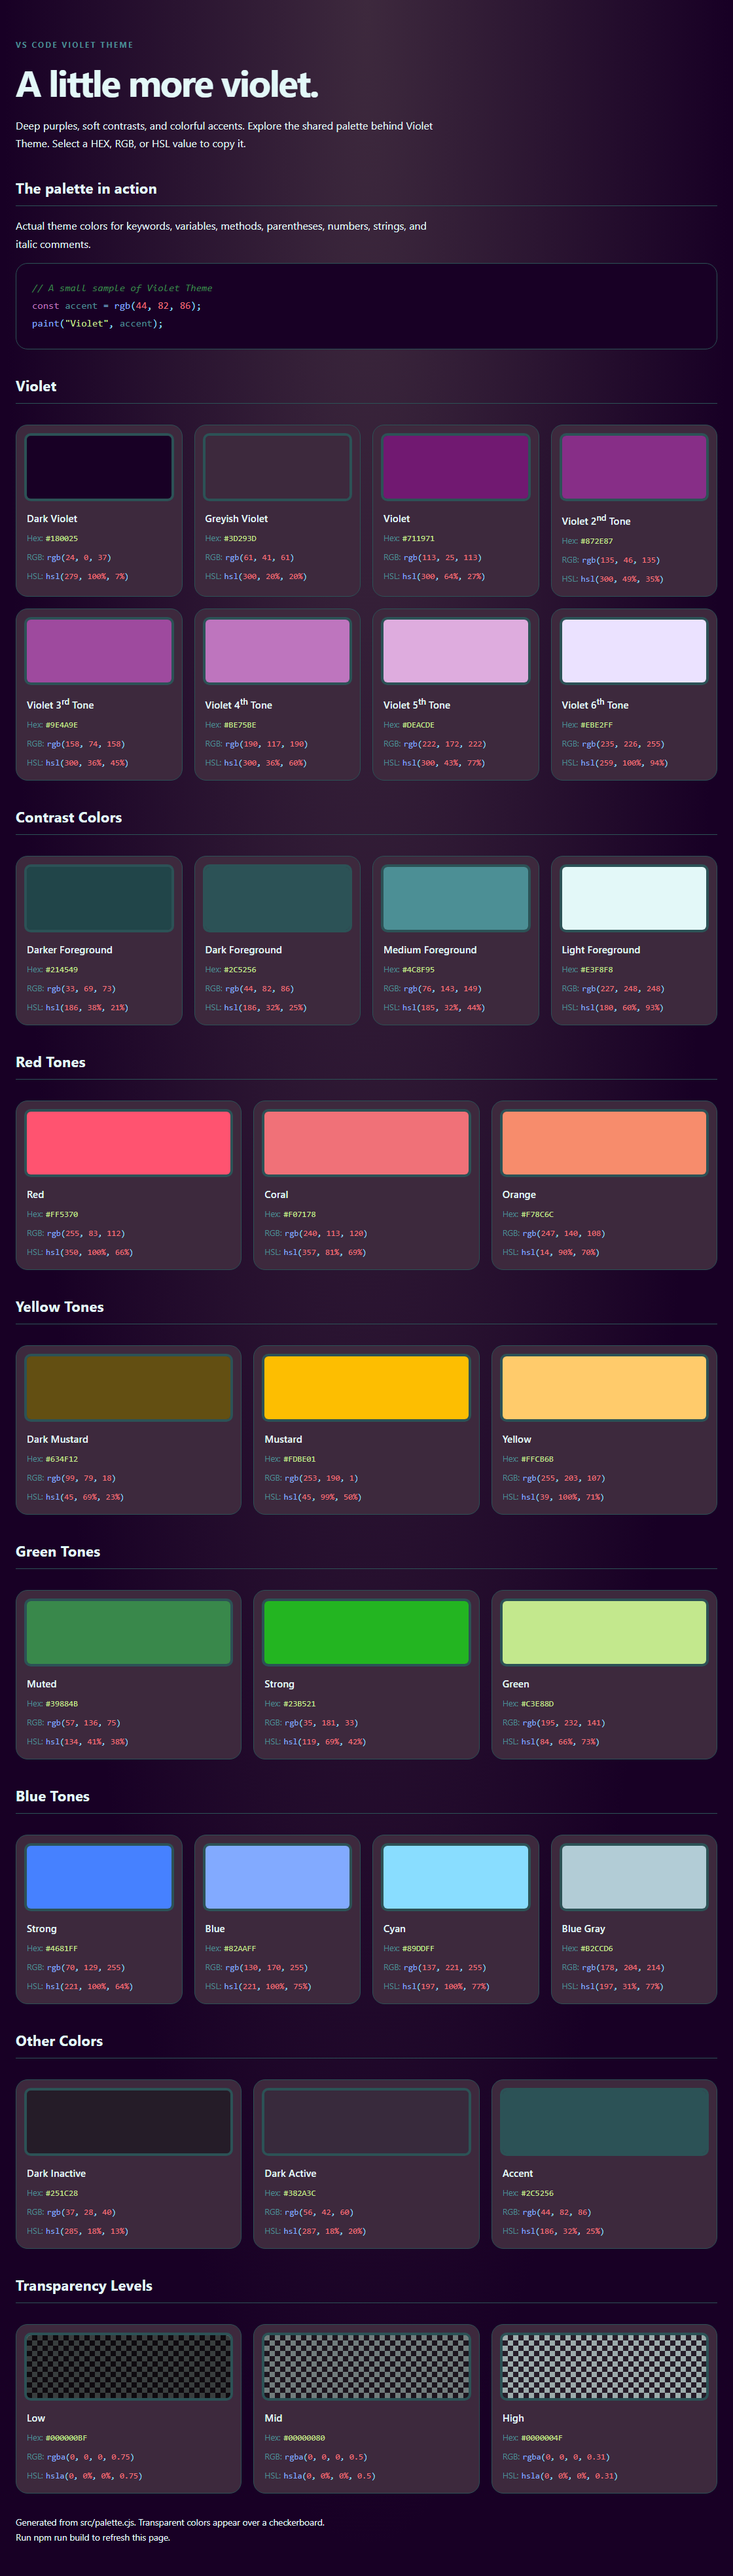 VS CODE VIOLET THEME
A little more violet.
Deep purples, soft contrasts, and colorful accents. Explore the shared palette behind Violet
Theme. Select a HEX, RGB, or HSL value to copy it.
The palette in action
Actual theme colors for keywords, variables, methods, parentheses, numbers, strings, and
italic comments.
// A small sample of Violet Theme
const accent = rgb(44, 82, 86);
paint("Violet", accent);
Violet
Dark Violet
Hex: #180025
RGB: rgb(24, 0, 37)
HSL: hsl(279, 100%, 7%)
Greyish Violet
Hex: #3D293D
RGB: rgb(61, 41, 61)
HSL: hsl(300, 20%, 20%)
Violet
Hex: #711971
RGB: rgb(113, 25, 113)
HSL: hsl(300, 64%, 27%)
Violet 2nd Tone
Hex: #872E87
RGB: rgb(135, 46, 135)
HSL: hsl(300, 49%, 35%)
Violet 3rd Tone
Hex: #9E4A9E
RGB: rgb(158, 74, 158)
HSL: hsl(300, 36%, 45%)
Violet 4th Tone
Hex: #BE75BE
RGB: rgb(190, 117, 190)
HSL: hsl(300, 36%, 60%)
Violet 5th Tone
Hex: #DEACDE
RGB: rgb(222, 172, 222)
HSL: hsl(300, 43%, 77%)
Violet 6th Tone
Hex: #EBE2FF
RGB: rgb(235, 226, 255)
HSL: hsl(259, 100%, 94%)
Contrast Colors
Darker Foreground
Hex: #214549
RGB: rgb(33, 69, 73)
HSL: hsl(186, 38%, 21%)
Dark Foreground
Hex: #2C5256
RGB: rgb(44, 82, 86)
HSL: hsl(186, 32%, 25%)
Medium Foreground
Hex: #4C8F95
RGB: rgb(76, 143, 149)
HSL: hsl(185, 32%, 44%)
Light Foreground
Hex: #E3F8F8
RGB: rgb(227, 248, 248)
HSL: hsl(180, 60%, 93%)
Red Tones
Red
Hex: #FF5370
RGB: rgb(255, 83, 112)
HSL: hsl(350, 100%, 66%)
Coral
Hex: #F07178
RGB: rgb(240, 113, 120)
HSL: hsl(357, 81%, 69%)
Orange
Hex: #F78C6C
RGB: rgb(247, 140, 108)
HSL: hsl(14, 90%, 70%)
Yellow Tones
Dark Mustard
Hex: #634F12
RGB: rgb(99, 79, 18)
HSL: hsl(45, 69%, 23%)
Mustard
Hex: #FDBE01
RGB: rgb(253, 190, 1)
HSL: hsl(45, 99%, 50%)
Yellow
Hex: #FFCB6B
RGB: rgb(255, 203, 107)
HSL: hsl(39, 100%, 71%)
Green Tones
Muted
Hex: #39884B
RGB: rgb(57, 136, 75)
HSL: hsl(134, 41%, 38%)
Strong
Hex: #23B521
RGB: rgb(35, 181, 33)
HSL: hsl(119, 69%, 42%)
Green
Hex: #C3E88D
RGB: rgb(195, 232, 141)
HSL: hsl(84, 66%, 73%)
Blue Tones
Strong
Hex: #4681FF
RGB: rgb(70, 129, 255)
HSL: hsl(221, 100%, 64%)
Blue
Hex: #82AAFF
RGB: rgb(130, 170, 255)
HSL: hsl(221, 100%, 75%)
Cyan
Hex: #89DDFF
RGB: rgb(137, 221, 255)
HSL: hsl(197, 100%, 77%)
Blue Gray
Hex: #B2CCD6
RGB: rgb(178, 204, 214)
HSL: hsl(197, 31%, 77%)
Other Colors
Dark Inactive
Hex: #251C28
RGB: rgb(37, 28, 40)
HSL: hsl(285, 18%, 13%)
Dark Active
Hex: #382A3C
RGB: rgb(56, 42, 60)
HSL: hsl(287, 18%, 20%)
Accent
Hex: #2C5256
RGB: rgb(44, 82, 86)
HSL: hsl(186, 32%, 25%)
Transparency Levels
Low
Hex: #000000BF
RGB: rgba(0, 0, 0, 0.75)
HSL: hsla(0, 0%, 0%, 0.75)
Mid
Hex: #00000080
RGB: rgba(0, 0, 0, 0.5)
HSL: hsla(0, 0%, 0%, 0.5)
High
Hex: #0000004F
RGB: rgba(0, 0, 0, 0.31)
HSL: hsla(0, 0%, 0%, 0.31)
Generated from src/palette.cjs. Transparent colors appear over a checkerboard.
Run npm run build to refresh this page.